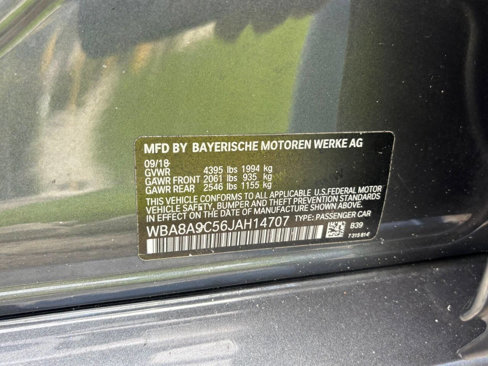 MFD BY BAYERISCHE MOTOREN WERKE AG
09/18
GVWR 4395 lbs 1994 kg
GAWR FRONT 2061 lbs 935 kg
GAWR REAR 2546 lbs 1155 kg
THIS VEHICLE CONFORMS TO ALL APPLICABLE U.S.FEDERAL MOTOR
VEHICLE SAFETY, BUMPER AND THEFT PREVENTION STANDARDS
IN EFFECT ON THE DATE OF MANUFACTURE SHOWN ABOVE.
WBA8A9C56JAH14707 TYPE: PASSENGER CAR
B39